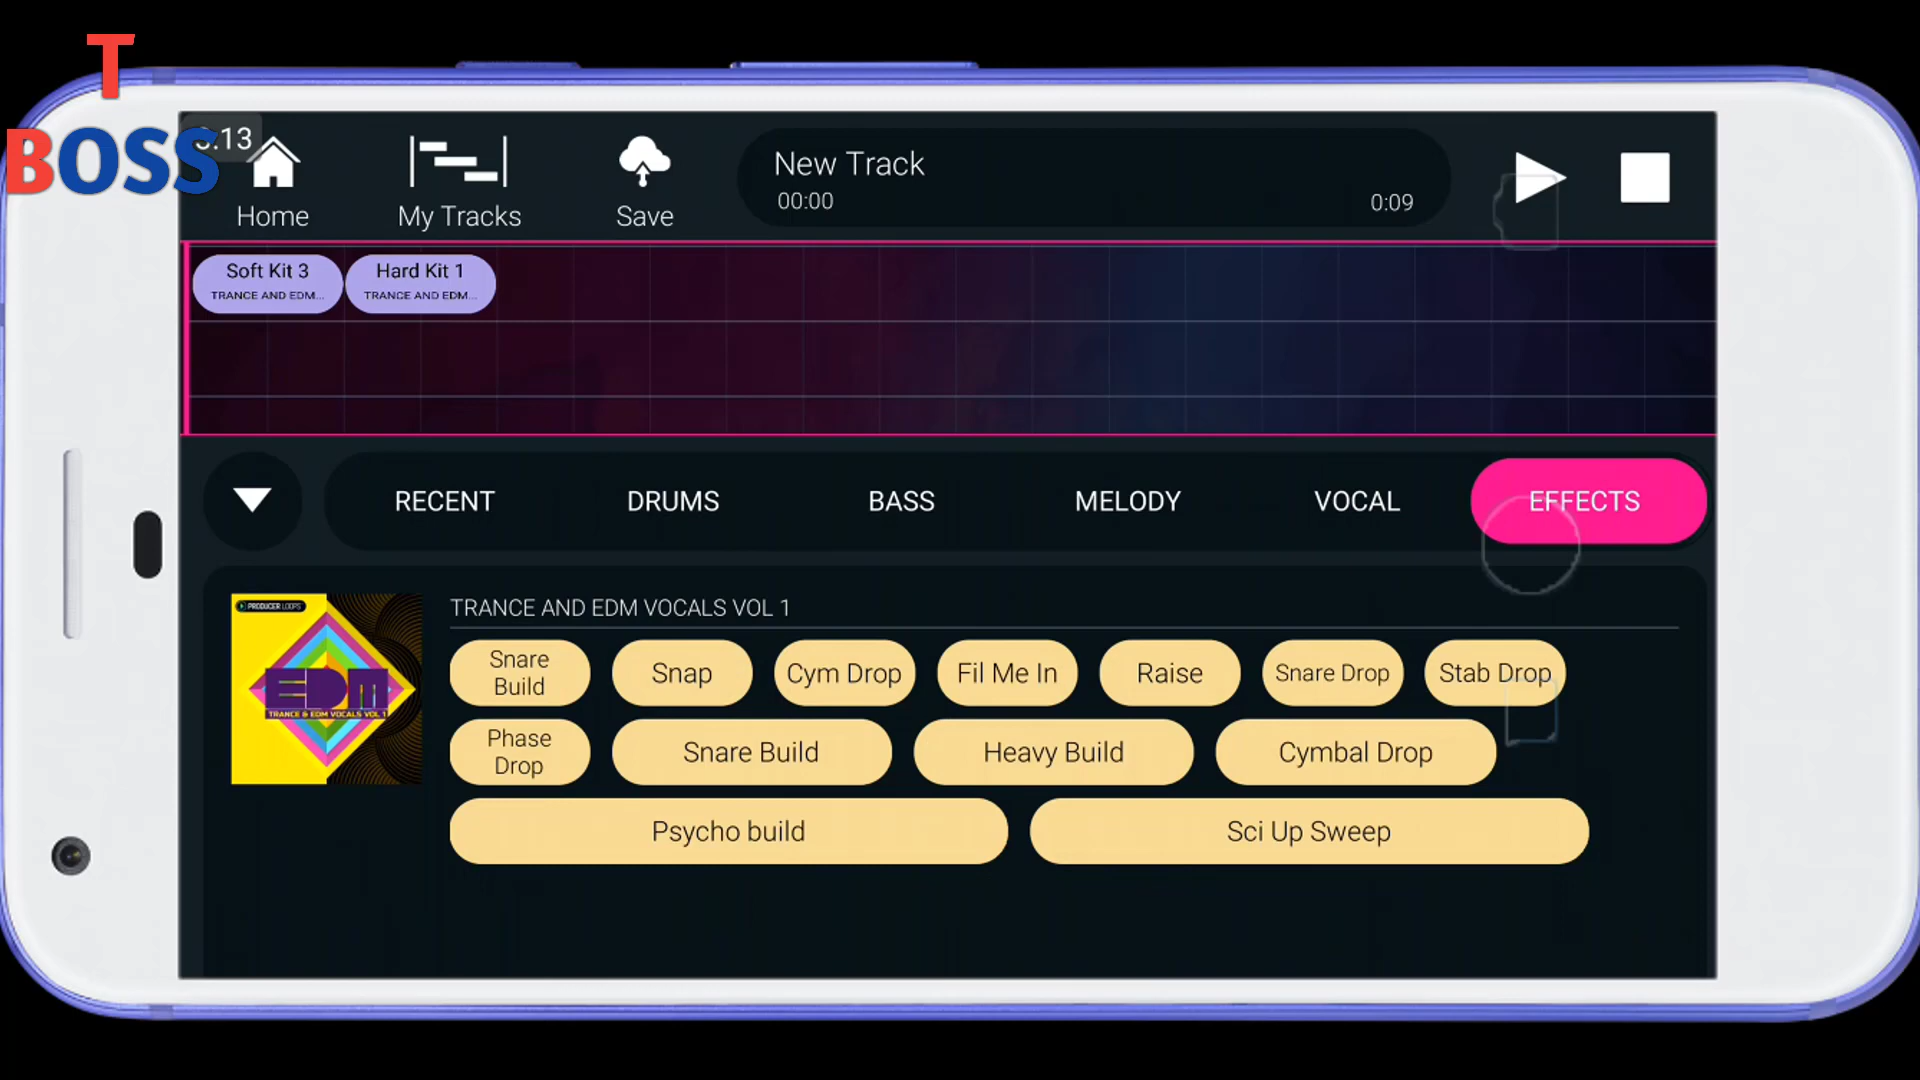 T
BOSS
:13
Home
My Tracks
Save
New Track
00:00
0:09
Soft Kit 3
TRANCE AND EDM...
Hard Kit 1
TRANCE AND EDM...
RECENT
DRUMS
BASS
MELODY
VOCAL
EFFECTS
PRODUCER LOOPS
EDM
TRANCE & EDM VOCALS VOL 1
TRANCE AND EDM VOCALS VOL 1
Snare
Build
Snap
Cym Drop
Fil Me In
Raise
Snare Drop
Stab Drop
Phase
Drop
Snare Build
Heavy Build
Cymbal Drop
Psycho build
Sci Up Sweep